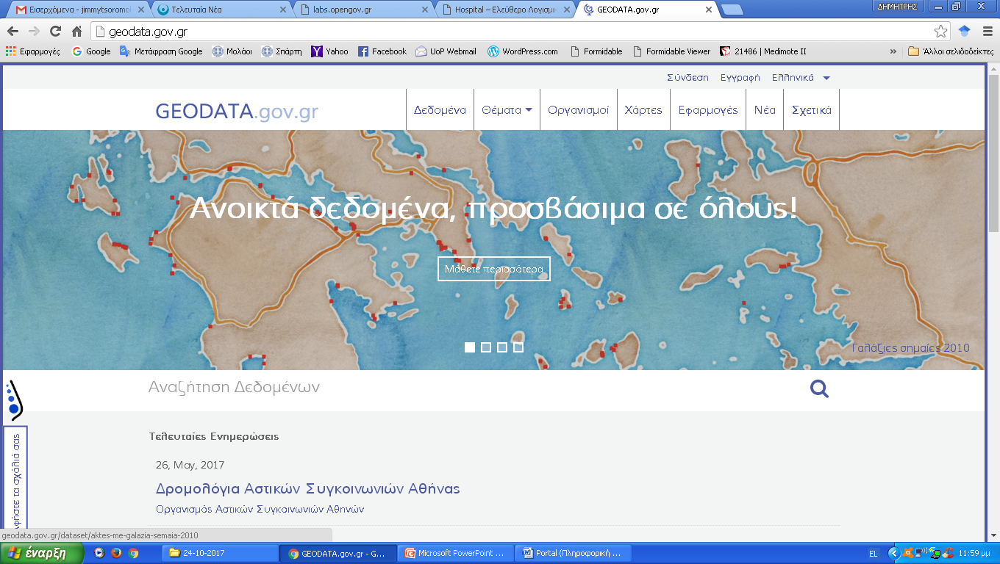 Εισερχόμενα - jimmytsoromo
Τελευταία Νέα
labs.opengov.gr
Hospital – Ελεύθερο Λογισμικ
GEODATA.gov.gr
ΔΗΜΗΤΡΗΣ
geodata.gov.gr
Εφαρμογές Google Μετάφραση Google Μολάοι Σπάρτη Yahoo Facebook UoP Webmail WordPress.com Formidable Formidable Viewer 21486 | Medimote II » Άλλοι σελιδοδείκτες
Σύνδεση Εγγραφή Ελληνικά
GEODATA.gov.gr
Δεδομένα Θέματα Οργανισμοί Χάρτες Εφαρμογές Νέα Σχετικά
Ανοικτά δεδομένα, προσβάσιμα σε όλους!
Μάθετε περισσότερα
Γαλάζιες σημαίες 2010
Αναζήτηση Δεδομένων
Τελευταίες Ενημερώσεις
26, May, 2017
Δρομολόγια Αστικών Συγκοινωνιών Αθήνας
Οργανισμός Αστικών Συγκοινωνιών Αθηνών
φήστε τα σχόλιά σας
geodata.gov.gr/dataset/aktes-me-galazia-semaia-2010
έναρξη
24-10-2017
GEODATA.gov.gr - G...
Microsoft PowerPoint ...
Portal (Πληροφορική ...
EL
11:59 μμ